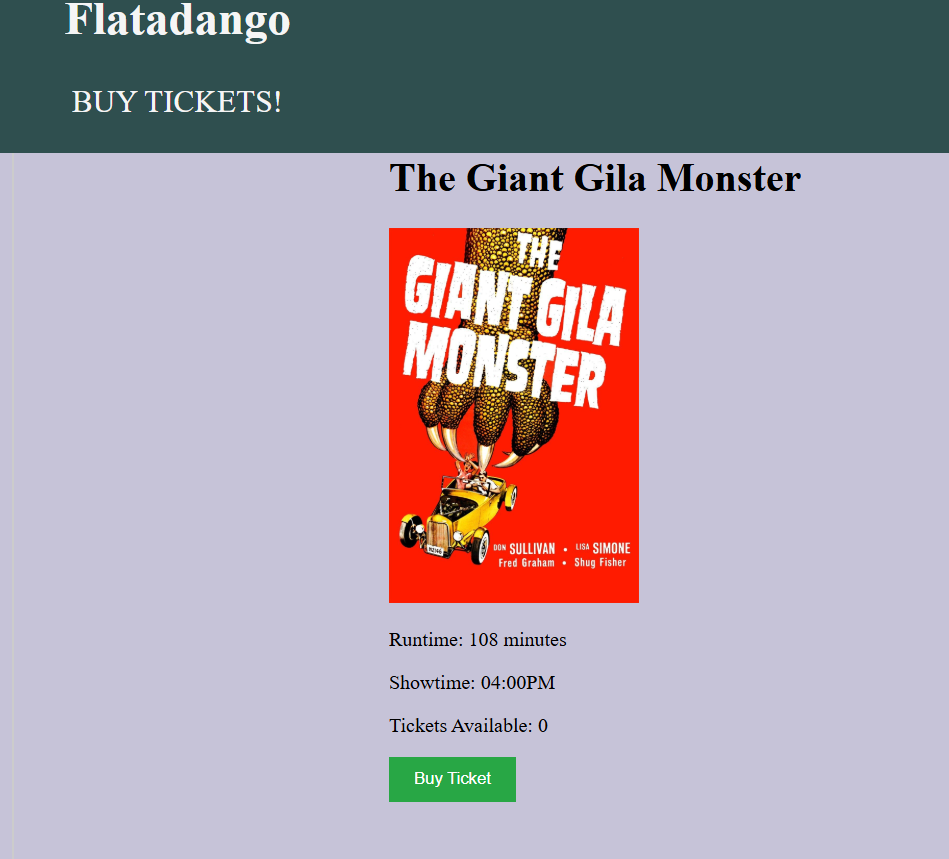 Flatadango
BUY TICKETS!
The Giant Gila Monster
THE
GIANT GILA
MONSTER
DON SULLIVAN • LISA SIMONE
Fred Graham • Shug Fisher
Runtime: 108 minutes
Showtime: 04:00PM
Tickets Available: 0
Buy Ticket